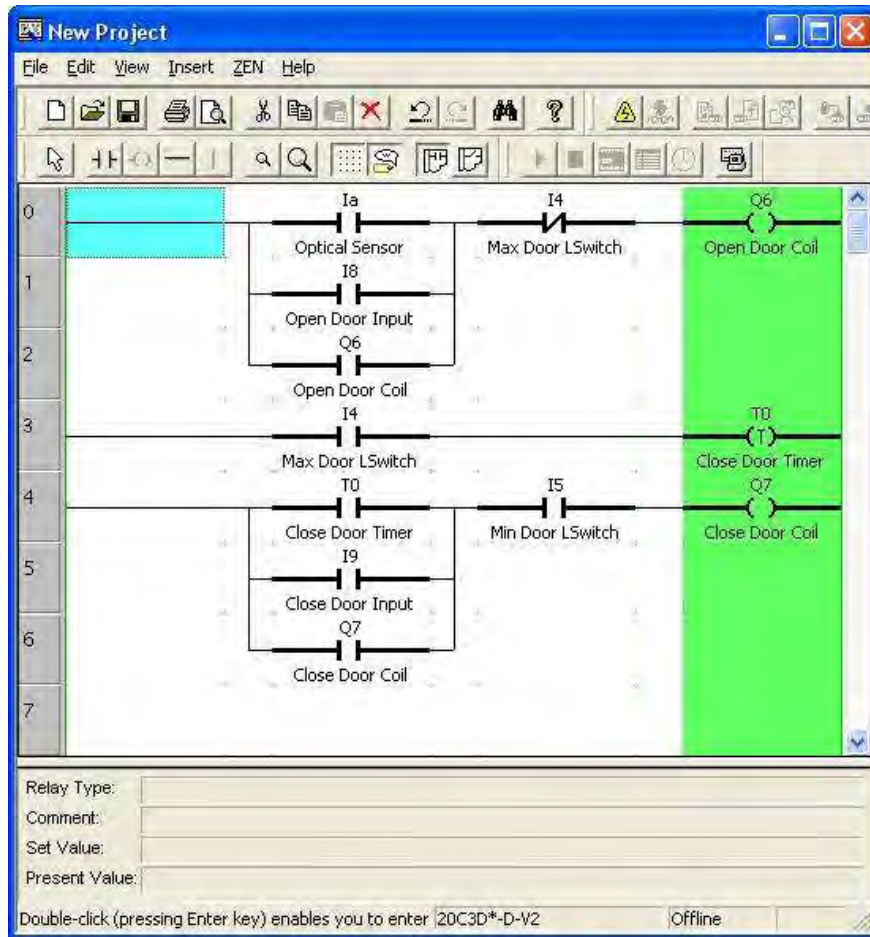 New Project
File Edit View Insert ZEN Help
0 Ia I4 Q6
Optical Sensor Max Door LSwitch Open Door Coil
1 I8
Open Door Input
2 Q6
Open Door Coil
3 I4 T0
(T)
Max Door LSwitch Close Door Timer
4 T0 I5 Q7
Close Door Timer Min Door LSwitch Close Door Coil
5 I9
Close Door Input
6 Q7
Close Door Coil
7
Relay Type:
Comment:
Set Value:
Present Value:
Double-click (pressing Enter key) enables you to enter 20C3D*-D-V2 Offline